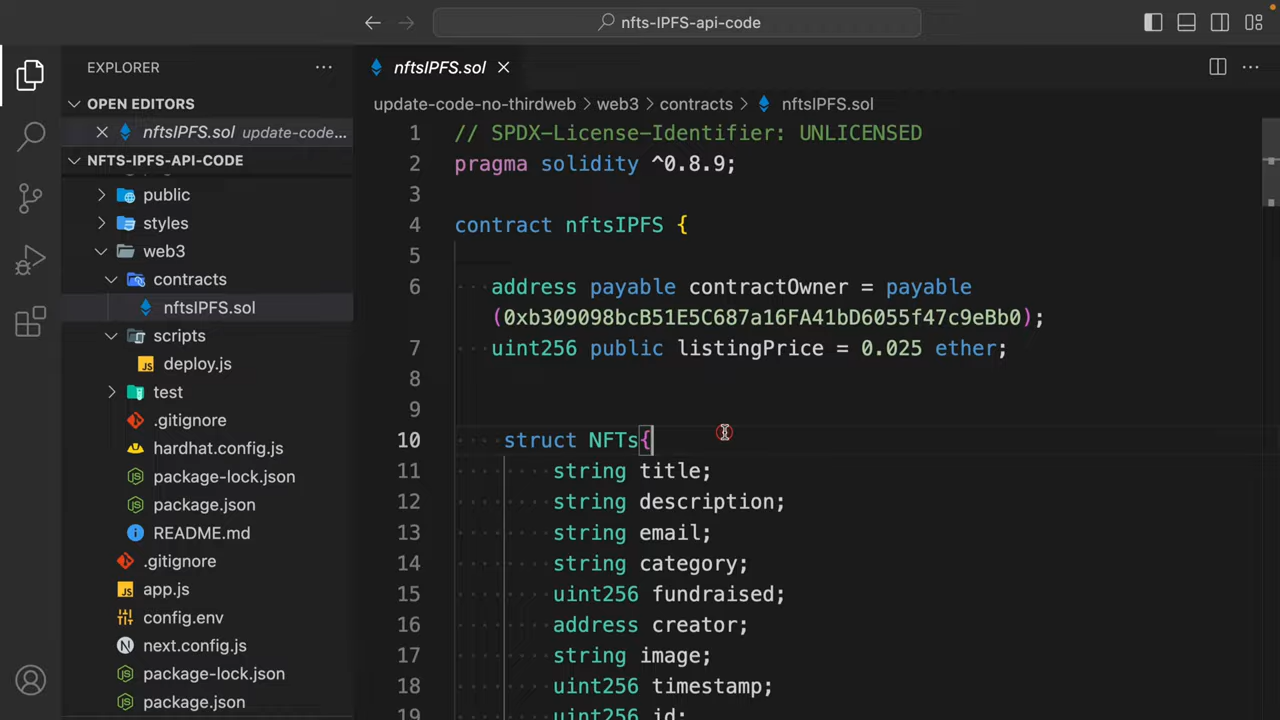 nfts-IPFS-api-code
EXPLORER
OPEN EDITORS
nftsIPFS.sol update-code...
NFTS-IPFS-API-CODE
public
styles
web3
contracts
nftsIPFS.sol
scripts
deploy.js
test
.gitignore
hardhat.config.js
package-lock.json
package.json
README.md
.gitignore
app.js
config.env
next.config.js
package-lock.json
package.json
nftsIPFS.sol
update-code-no-thirdweb > web3 > contracts > nftsIPFS.sol
1 // SPDX-License-Identifier: UNLICENSED
2 pragma solidity ^0.8.9;
3
4 contract nftsIPFS {
5
6 address payable contractOwner = payable
(0xb309098bcB51E5C687a16FA41bD6055f47c9eBb0);
7 uint256 public listingPrice = 0.025 ether;
8
9
10 struct NFTs{
11 string title;
12 string description;
13 string email;
14 string category;
15 uint256 fundraised;
16 address creator;
17 string image;
18 uint256 timestamp;
19 uint256 id;